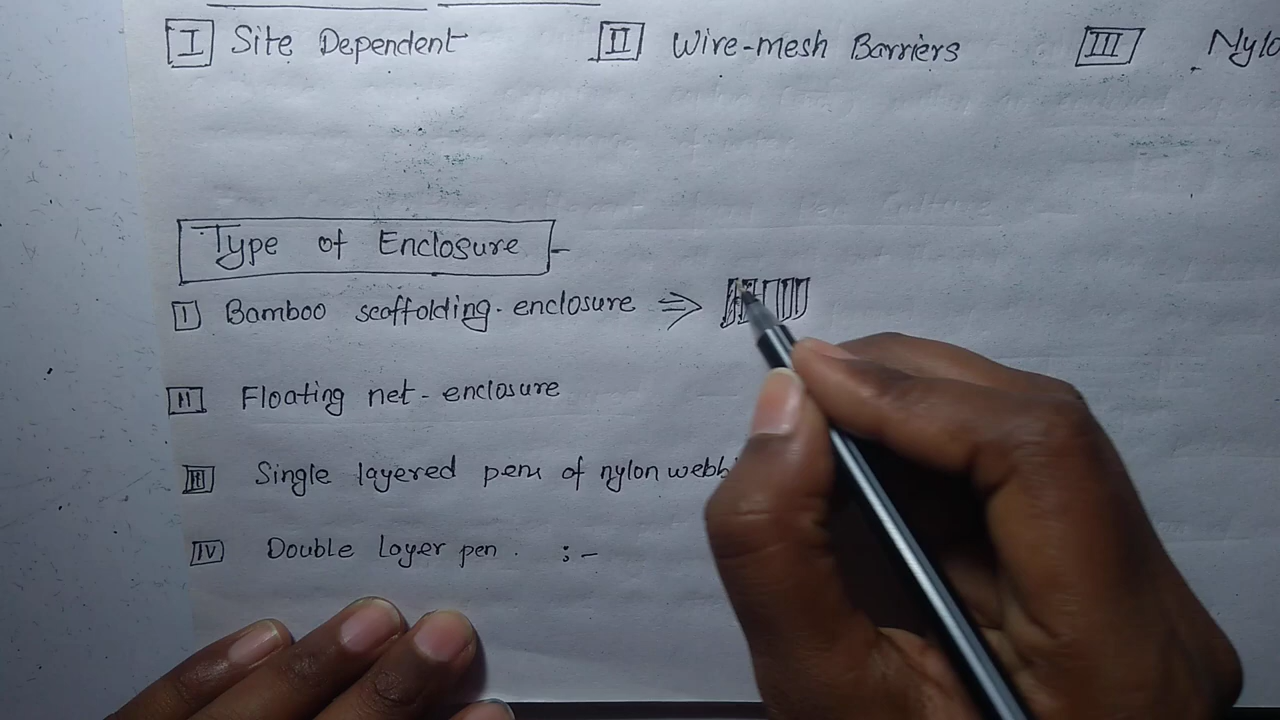 I Site Dependent II Wire-mesh Barriers III
Type of Enclosure -
I Bamboo scaffolding. enclosure ⇒
II Floating net - enclosure
III Single layered pen of nylon
IV Double layer pen . : -